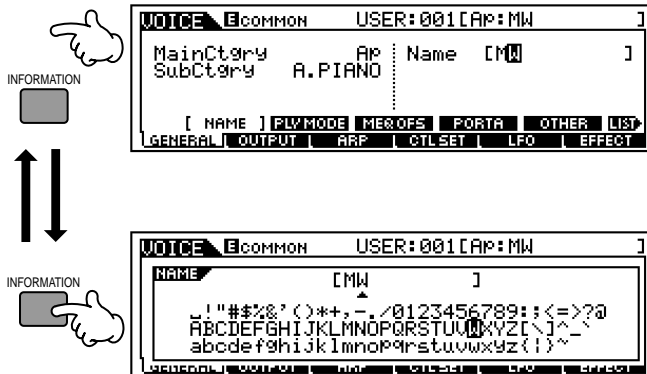 VOICE E COMMON USER:001[Ap:MW ]
MainCtgry Ap Name [MW ]
SubCtgry A.PIANO
[ NAME ] PLYMODE MEQOFS PORTA OTHER LIST
GENERAL OUTPUT ARP CTLSET LFO EFFECT
INFORMATION
VOICE E COMMON USER:001[Ap:MW ]
NAME [MW ]
␣!"#$%&'()*+,-./0123456789:;<=>?@
ABCDEFGHIJKLMNOPQRSTUVWXYZ[\]^_`
abcdefghijklmnopqrstuvwxyz{|}~
GENERAL OUTPUT ARP CTLSET LFO EFFECT
INFORMATION